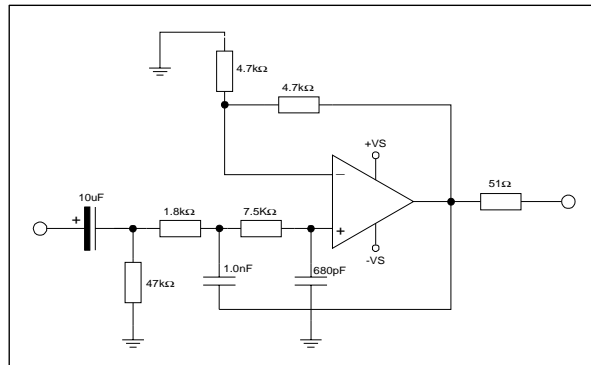 4.7kΩ
4.7kΩ
+VS
10uF
51Ω
+
1.8kΩ
7.5KΩ
−
+
-VS
47kΩ
1.0nF
680pF